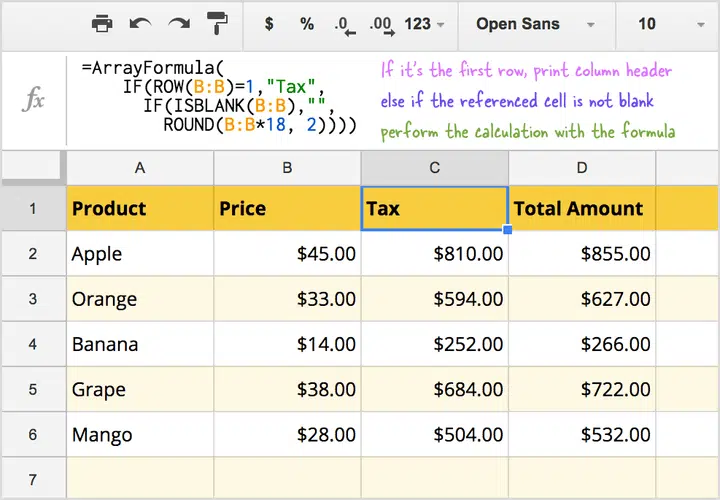 $ % .0 .00 123 Open Sans 10
fx
=ArrayFormula(
IF(ROW(B:B)=1,"Tax",
IF(ISBLANK(B:B),"",
ROUND(B:B*18, 2))))
If it's the first row, print column header
else if the referenced cell is not blank
perform the calculation with the formula
A B C D
1 Product Price Tax Total Amount
2 Apple $45.00 $810.00 $855.00
3 Orange $33.00 $594.00 $627.00
4 Banana $14.00 $252.00 $266.00
5 Grape $38.00 $684.00 $722.00
6 Mango $28.00 $504.00 $532.00
7